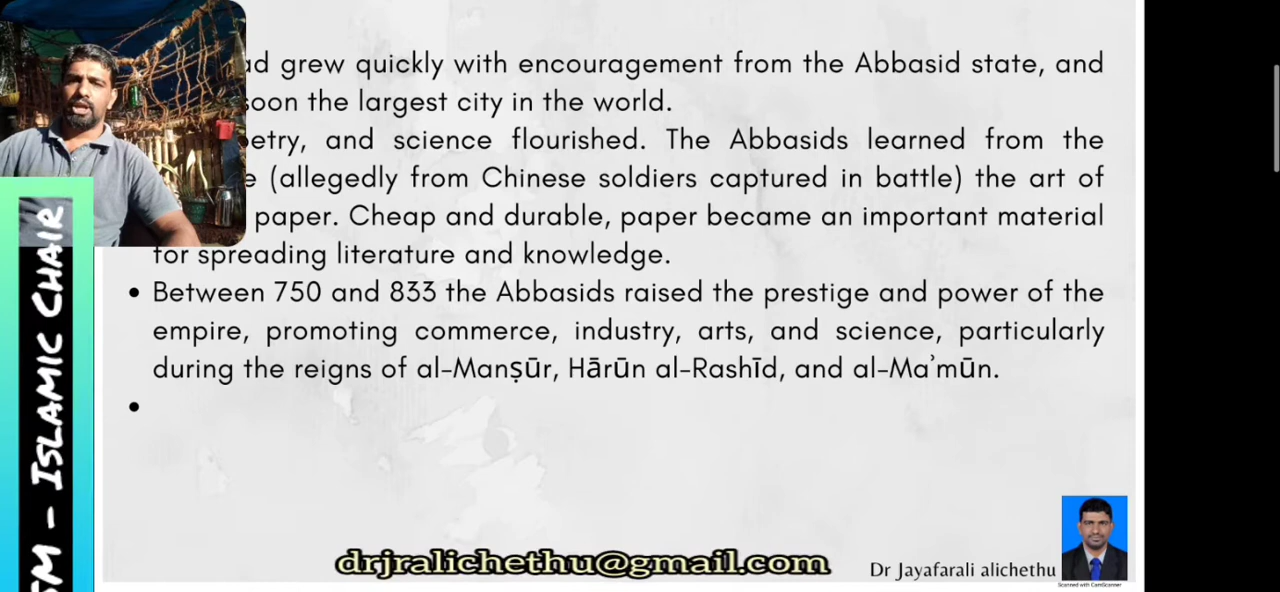 ad grew quickly with encouragement from the Abbasid state, and
soon the largest city in the world.
etry, and science flourished. The Abbasids learned from the
e (allegedly from Chinese soldiers captured in battle) the art of
paper. Cheap and durable, paper became an important material
for spreading literature and knowledge.
• Between 750 and 833 the Abbasids raised the prestige and power of the
empire, promoting commerce, industry, arts, and science, particularly
during the reigns of al-Manṣūr, Hārūn al-Rashīd, and al-Maʾmūn.
•
SM - ISLAMIC CHAIR
drjralichethu@gmail.com
Dr Jayafarali alichethu
Scanned with CamScanner